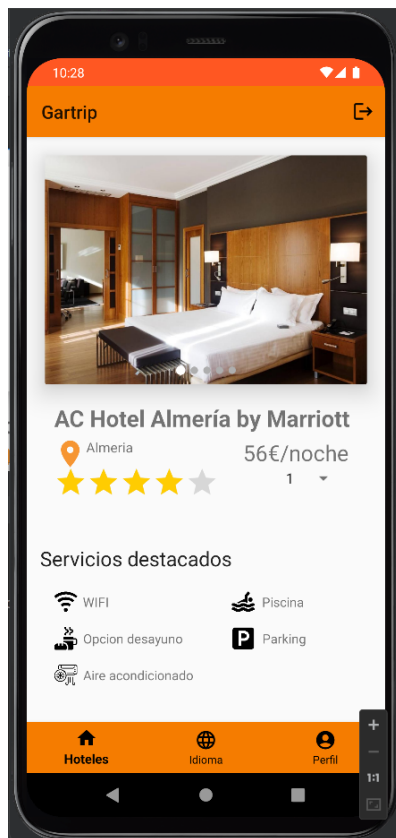 10:28
Gartrip
AC Hotel Almería by Marriott
Almeria
56€/noche
1
Servicios destacados
WIFI
Piscina
Opcion desayuno
P
Parking
Aire acondicionado
Hoteles
Idioma
Perfil
1:1